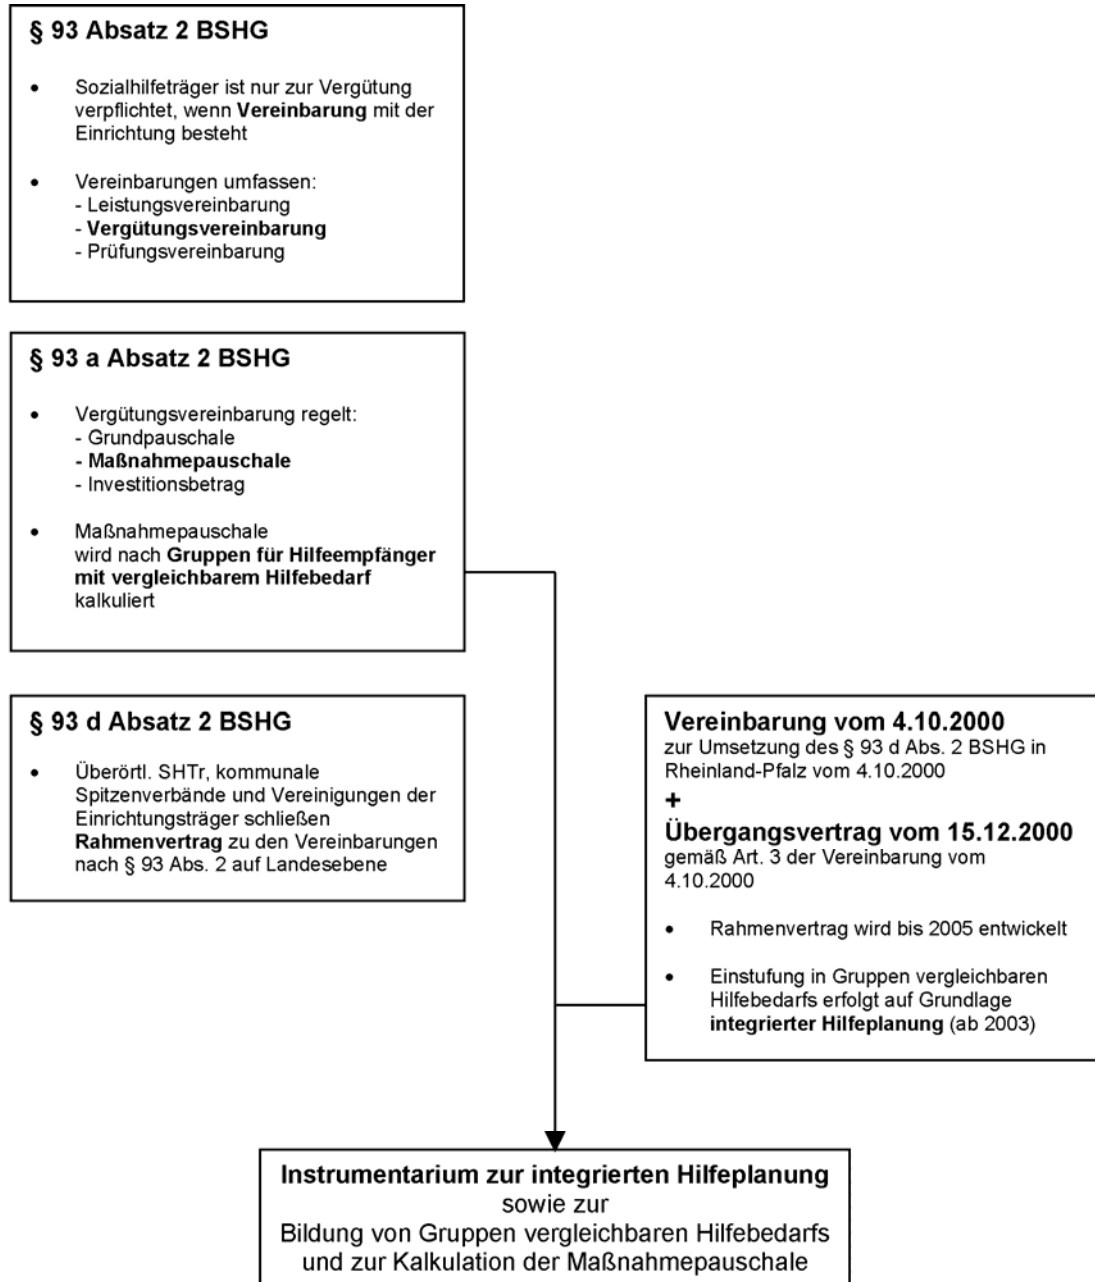 § 93 Absatz 2 BSHG
• Sozialhilfeträger ist nur zur Vergütung
verpflichtet, wenn Vereinbarung mit der
Einrichtung besteht
• Vereinbarungen umfassen:
- Leistungsvereinbarung
- Vergütungsvereinbarung
- Prüfungsvereinbarung
§ 93 a Absatz 2 BSHG
• Vergütungsvereinbarung regelt:
- Grundpauschale
- Maßnahmepauschale
- Investitionsbetrag
• Maßnahmepauschale
wird nach Gruppen für Hilfeempfänger
mit vergleichbarem Hilfebedarf
kalkuliert
§ 93 d Absatz 2 BSHG
• Überörtl. SHTr, kommunale
Spitzenverbände und Vereinigungen der
Einrichtungsträger schließen
Rahmenvertrag zu den Vereinbarungen
nach § 93 Abs. 2 auf Landesebene
Vereinbarung vom 4.10.2000
zur Umsetzung des § 93 d Abs. 2 BSHG in
Rheinland-Pfalz vom 4.10.2000
+
Übergangsvertrag vom 15.12.2000
gemäß Art. 3 der Vereinbarung vom
4.10.2000
• Rahmenvertrag wird bis 2005 entwickelt
• Einstufung in Gruppen vergleichbaren
Hilfebedarfs erfolgt auf Grundlage
integrierter Hilfeplanung (ab 2003)
Instrumentarium zur integrierten Hilfeplanung
sowie zur
Bildung von Gruppen vergleichbaren Hilfebedarfs
und zur Kalkulation der Maßnahmepauschale